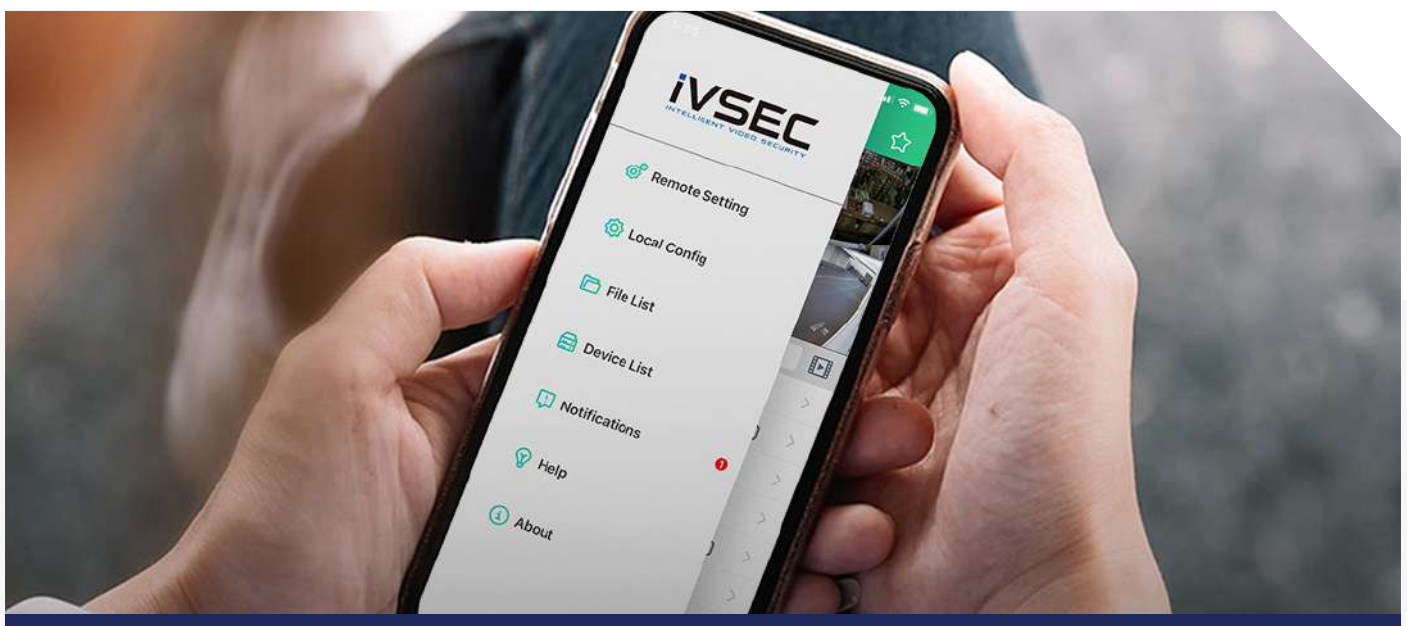 iVSEC
INTELLIGENT VIDEO SECURITY
Remote Setting
Local Config
File List
Device List
Notifications
Help
About